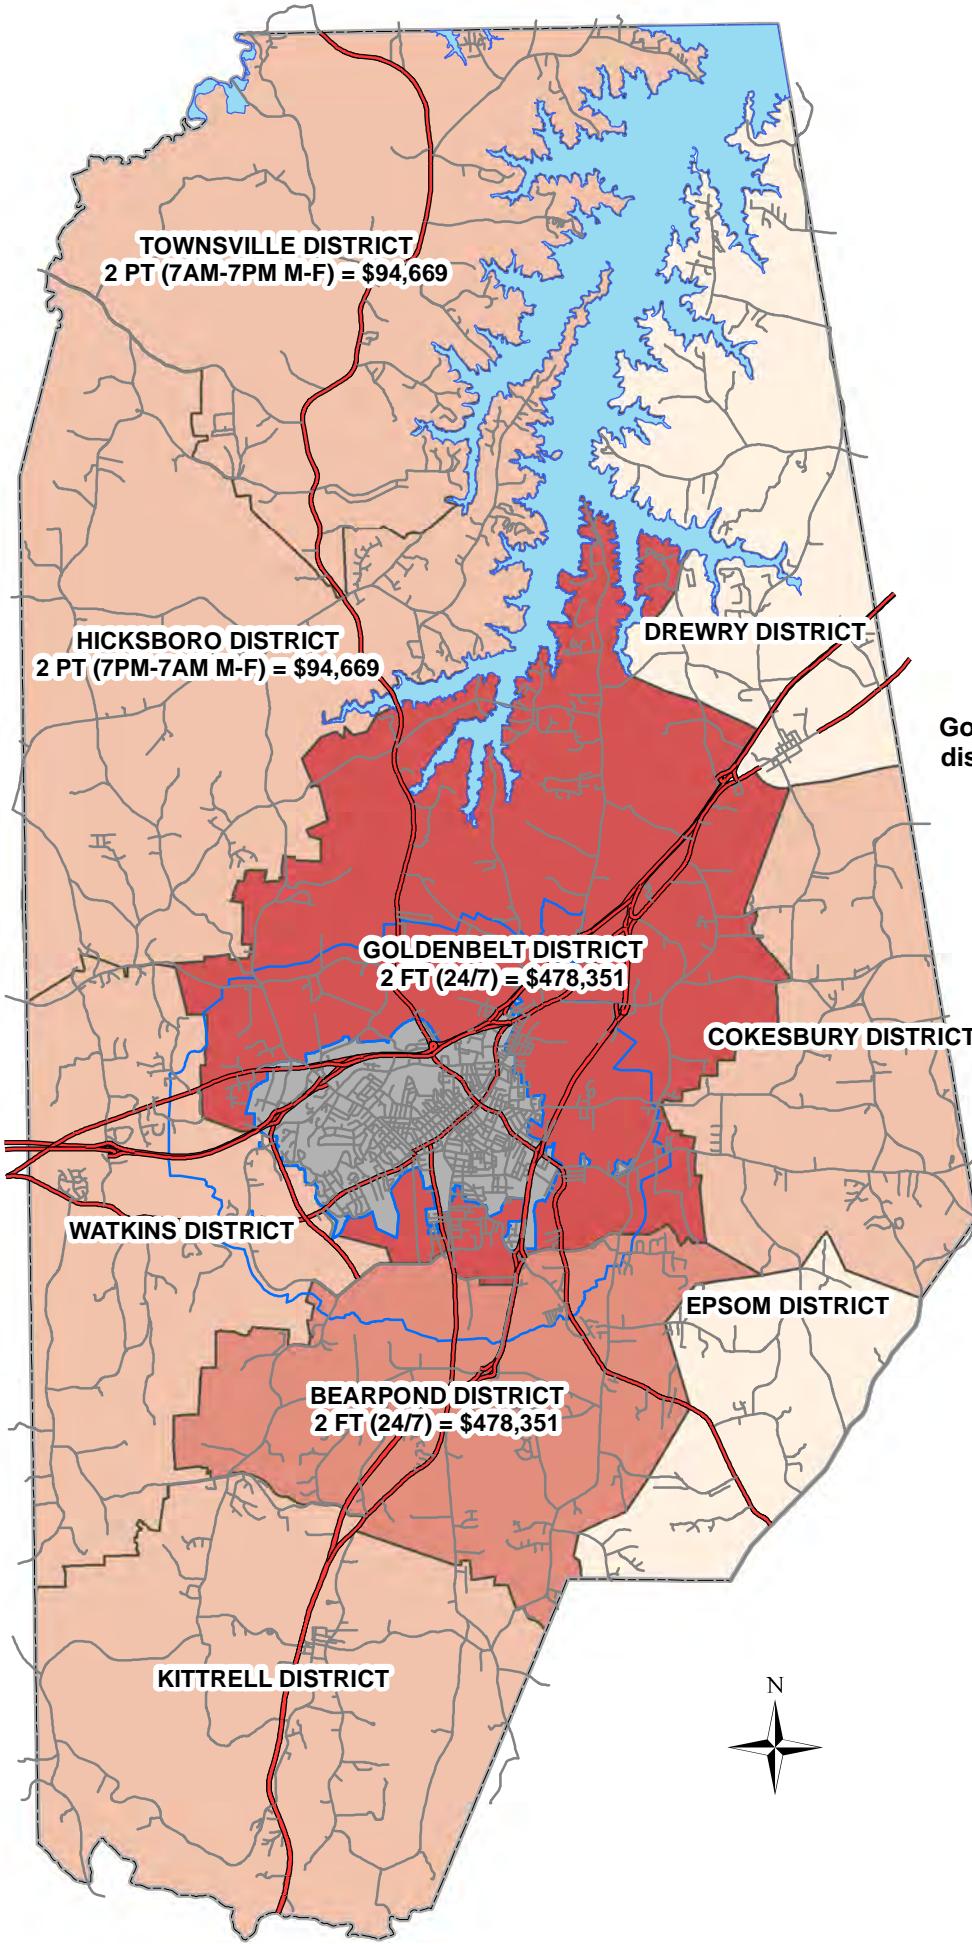 TOWNSVILLE DISTRICT
2 PT (7AM-7PM M-F) = $94,669
HICKSBORO DISTRICT
2 PT (7PM-7AM M-F) = $94,669
DREWRY DISTRICT
Go
dis
GOLDENBELT DISTRICT
2 FT (24/7) = $478,351
COKESBURY DISTRICT
WATKINS DISTRICT
EPSOM DISTRICT
BEARPOND DISTRICT
2 FT (24/7) = $478,351
KITTRELL DISTRICT
N